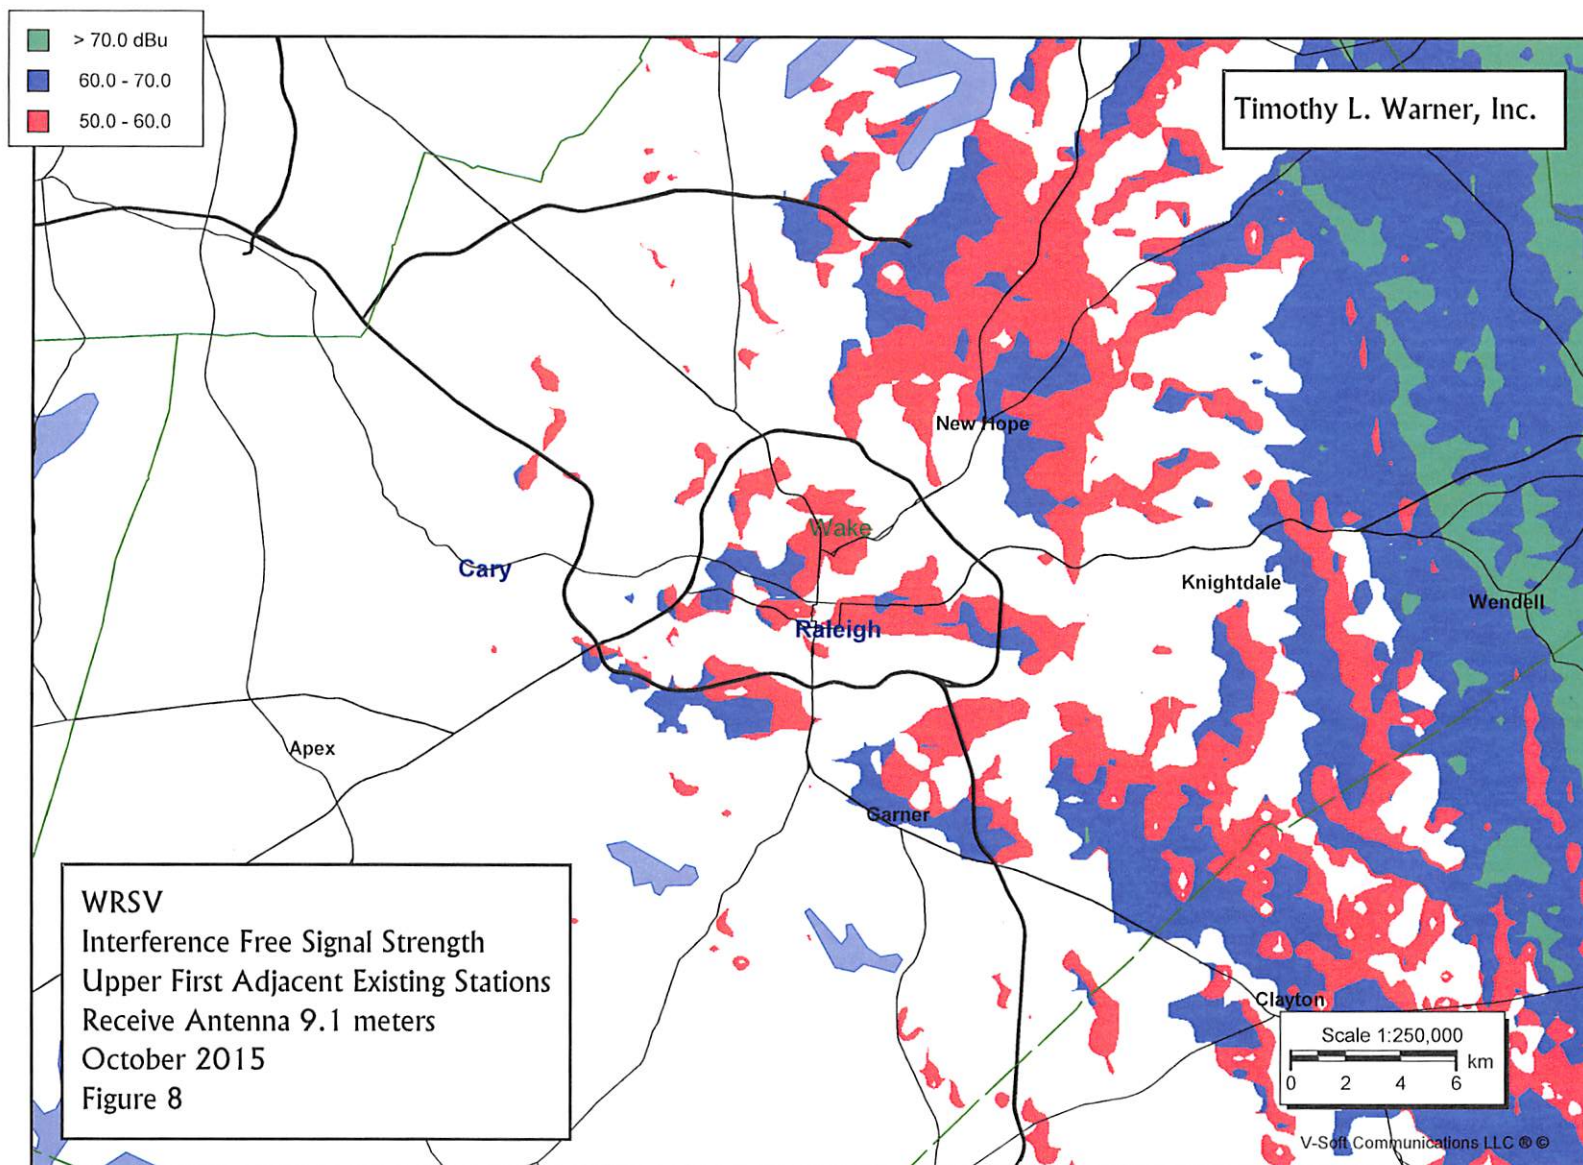 > 70.0 dBu
60.0 - 70.0
50.0 - 60.0
Timothy L. Warner, Inc.
New Hope
Wake
Cary
Knightdale
Wendell
Raleigh
Apex
Garner
WRSV
Interference Free Signal Strength
Upper First Adjacent Existing Stations
Receive Antenna 9.1 meters
October 2015
Figure 8
Clayton
Scale 1:250,000
km
0 2 4 6
V-Soft Communications LLC ® ©